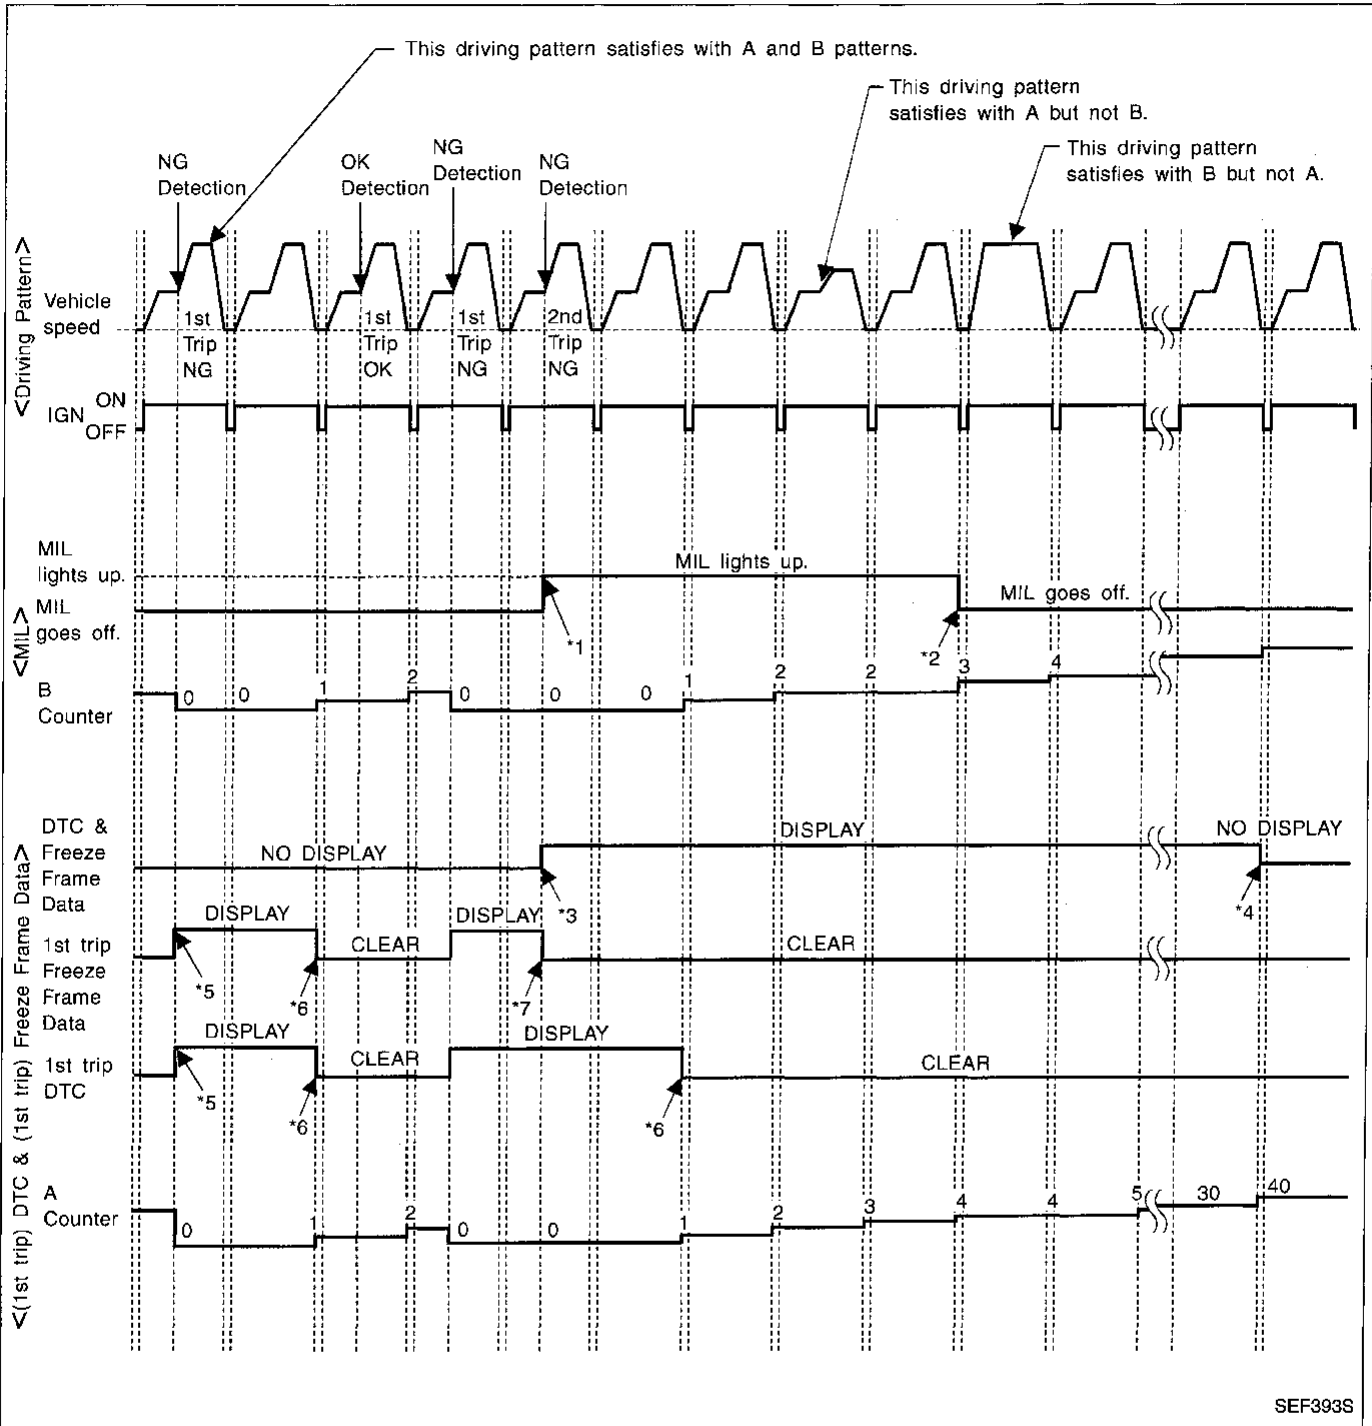 This driving pattern satisfies with A and B patterns.
This driving pattern
satisfies with A but not B.
This driving pattern
satisfies with B but not A.
NG
Detection
OK
Detection
NG
Detection
NG
Detection
<Driving Pattern>
Vehicle
speed
1st
Trip
NG
1st
Trip
OK
1st
Trip
NG
2nd
Trip
NG
IGN
ON
OFF
<MIL>
MIL
lights up.
MIL lights up.
MIL
goes off.
MIL goes off.
*1
*2
B
Counter
0 0 1 2 0 0 0 1 2 2 3 4
<(1st trip) DTC & (1st trip) Freeze Frame Data>
DTC &
Freeze
Frame
Data
NO DISPLAY
DISPLAY
NO DISPLAY
*3
*4
1st trip
Freeze
Frame
Data
DISPLAY
CLEAR
DISPLAY
CLEAR
*5
*6
*7
1st trip
DTC
DISPLAY
CLEAR
DISPLAY
CLEAR
*5
*6
*6
A
Counter
0 1 2 0 0 1 2 3 4 4 5 30 40
SEF393S